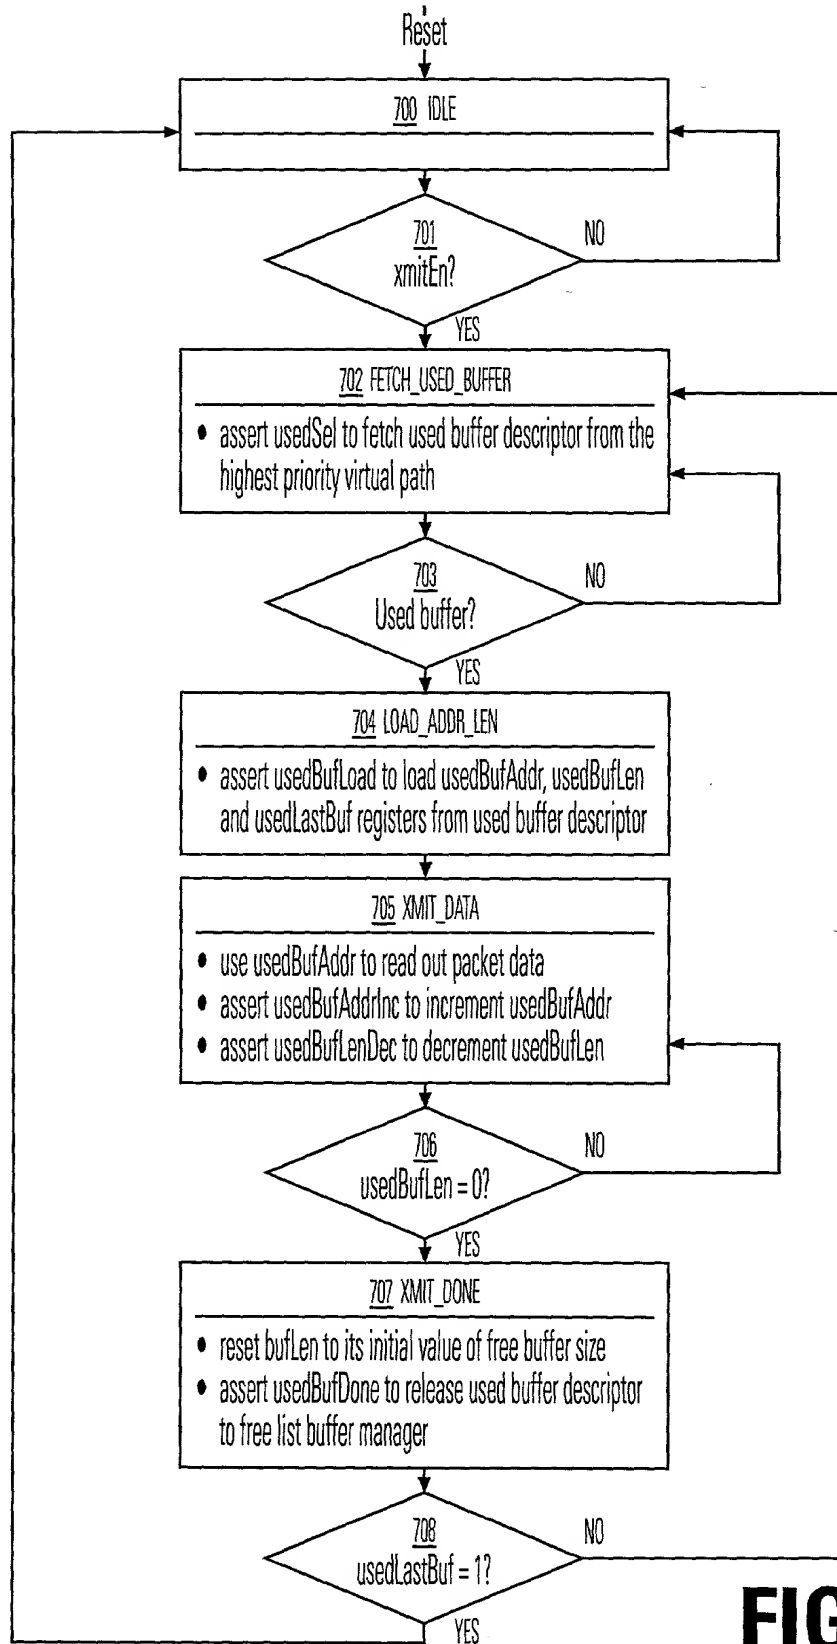 Reset
700 IDLE
701
xmitEn?
NO
YES
702 FETCH_USED_BUFFER
• assert usedSel to fetch used buffer descriptor from the
highest priority virtual path
703
Used buffer?
NO
YES
704 LOAD_ADDR_LEN
• assert usedBufLoad to load usedBufAddr, usedBufLen
and usedLastBuf registers from used buffer descriptor
705 XMIT_DATA
• use usedBufAddr to read out packet data
• assert usedBufAddrInc to increment usedBufAddr
• assert usedBufLenDec to decrement usedBufLen
706
usedBufLen = 0?
NO
YES
707 XMIT_DONE
• reset bufLen to its initial value of free buffer size
• assert usedBufDone to release used buffer descriptor
to free list buffer manager
708
usedLastBuf = 1?
NO
YES
FIG